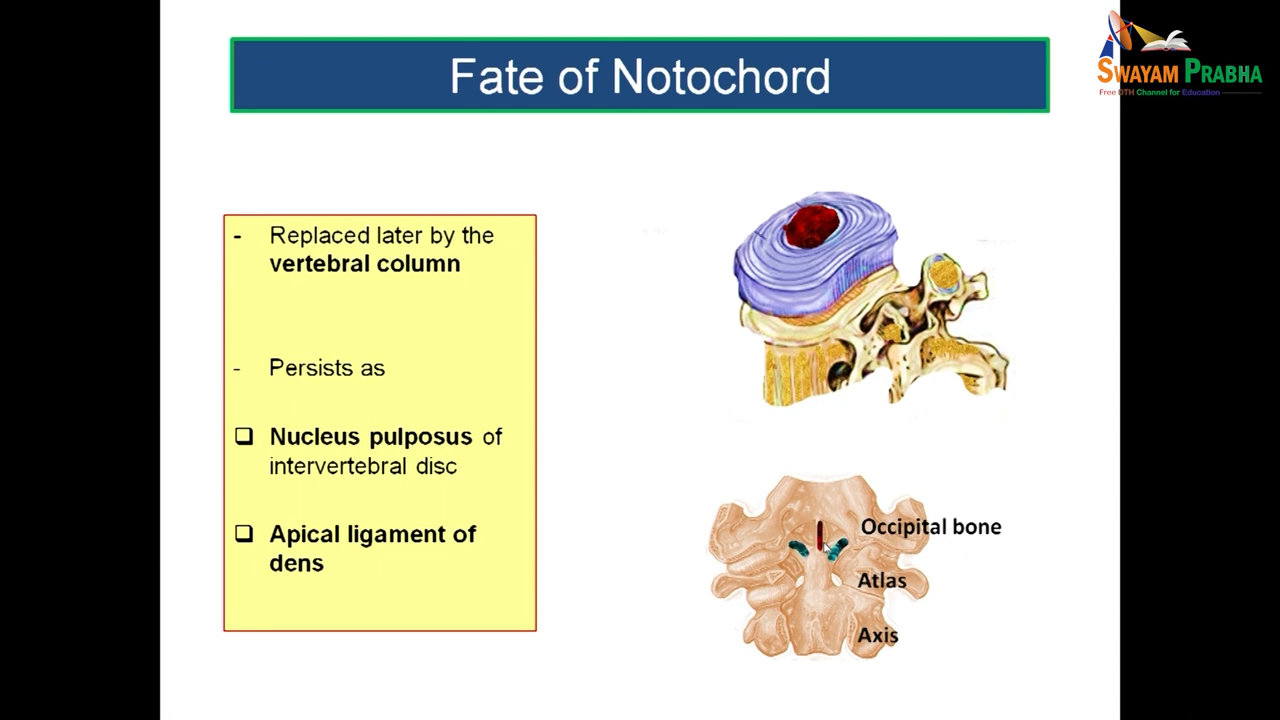 Fate of Notochord
SWAYAM PRABHA
Free DTH Channel for Education
- Replaced later by the
vertebral column
- Persists as
❑ Nucleus pulposus of
intervertebral disc
❑ Apical ligament of
dens
Occipital bone
Atlas
Axis